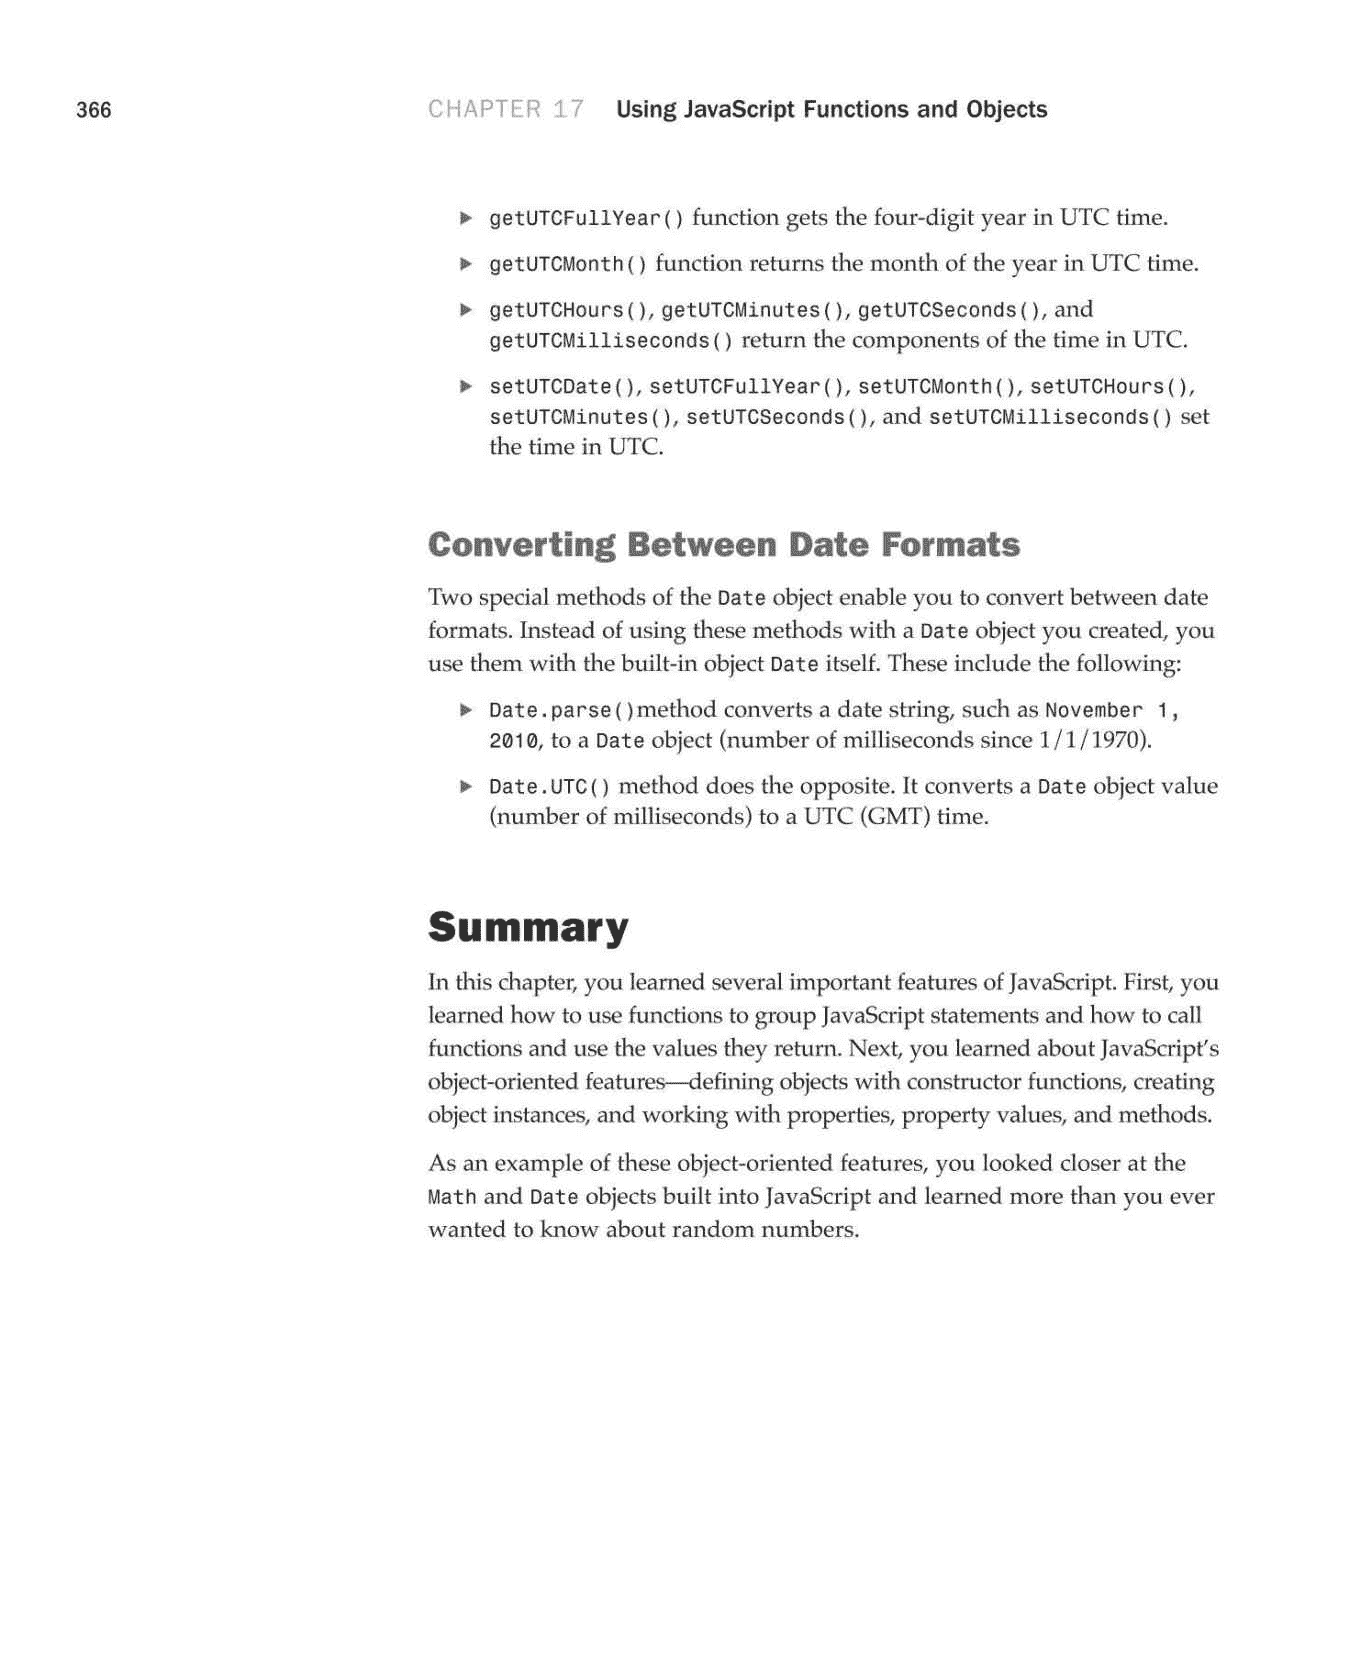 366 CHAPTER 17 Using JavaScript Functions and Objects
▶ getUTCFullYear() function gets the four-digit year in UTC time.
▶ getUTCMonth() function returns the month of the year in UTC time.
▶ getUTCHours(), getUTCMinutes(), getUTCSeconds(), and
getUTCMilliseconds() return the components of the time in UTC.
▶ setUTCDate(), setUTCFullYear(), setUTCMonth(), setUTCHours(),
setUTCMinutes(), setUTCSeconds(), and setUTCMilliseconds() set
the time in UTC.
Converting Between Date Formats
Two special methods of the Date object enable you to convert between date
formats. Instead of using these methods with a Date object you created, you
use them with the built-in object Date itself. These include the following:
▶ Date.parse()method converts a date string, such as November 1,
2010, to a Date object (number of milliseconds since 1/1/1970).
▶ Date.UTC() method does the opposite. It converts a Date object value
(number of milliseconds) to a UTC (GMT) time.
Summary
In this chapter, you learned several important features of JavaScript. First, you
learned how to use functions to group JavaScript statements and how to call
functions and use the values they return. Next, you learned about JavaScript's
object-oriented features—defining objects with constructor functions, creating
object instances, and working with properties, property values, and methods.
As an example of these object-oriented features, you looked closer at the
Math and Date objects built into JavaScript and learned more than you ever
wanted to know about random numbers.